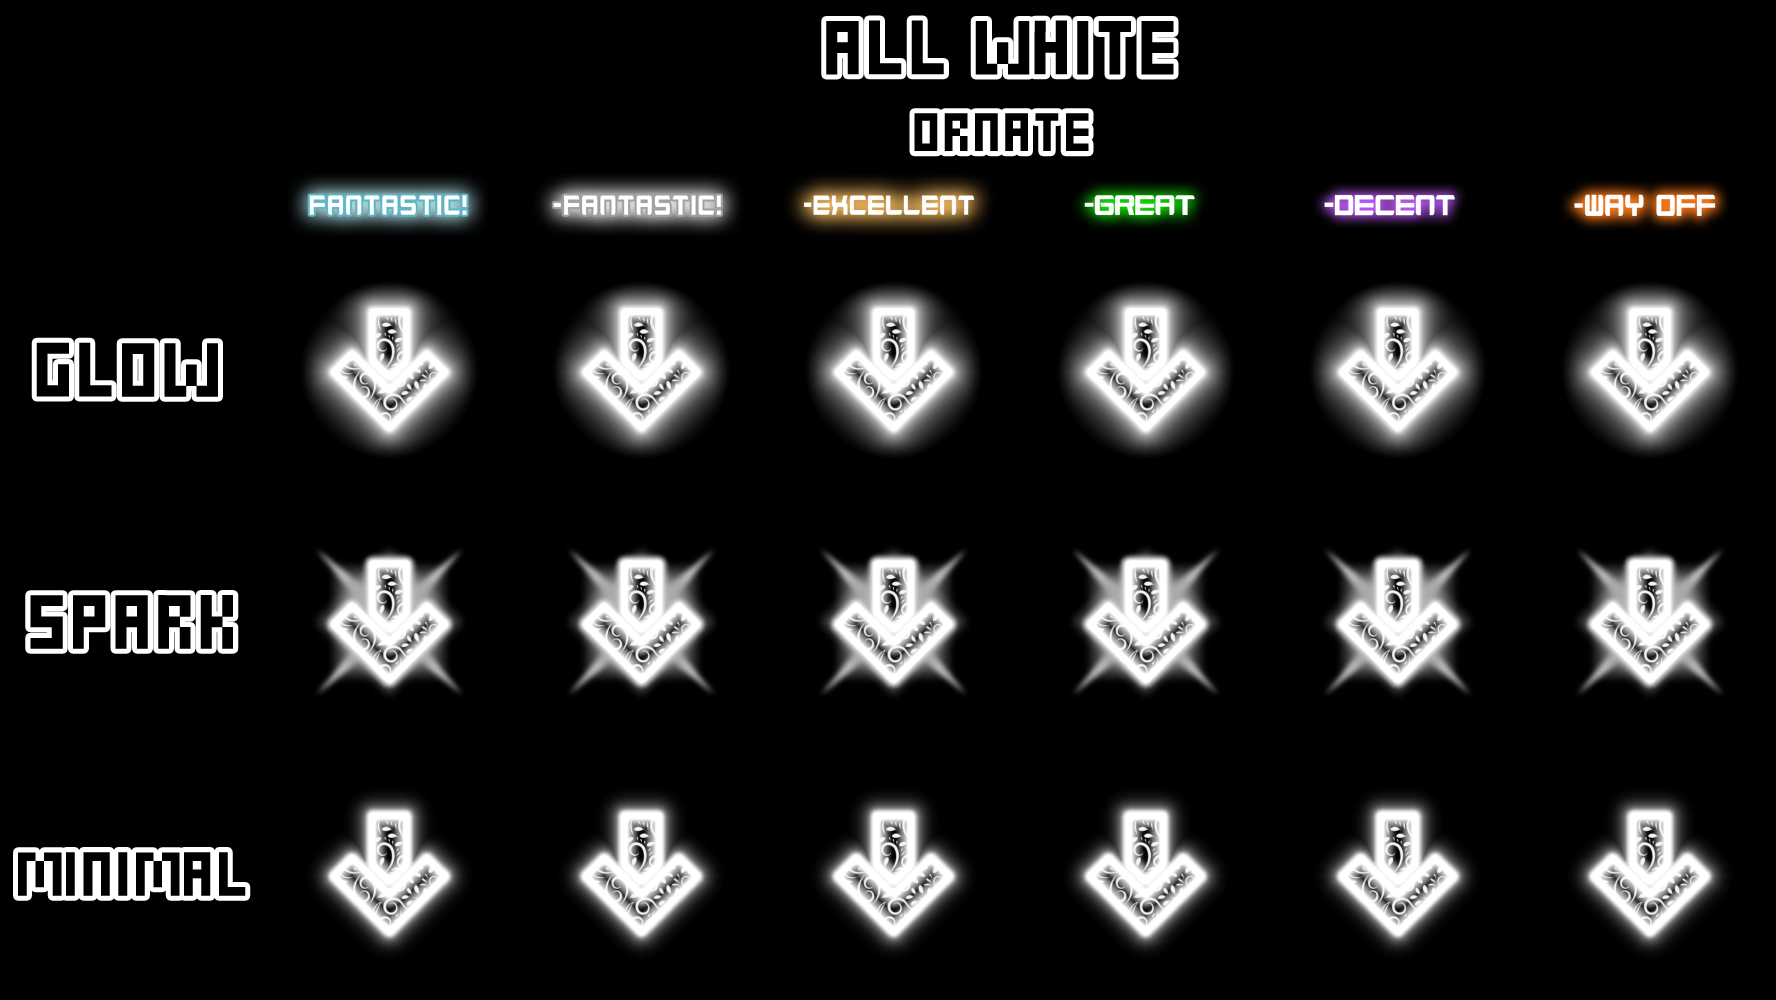 ALL WHITE
ORNATE
FANTASTIC! -FANTASTIC! -EXCELLENT -GREAT -DECENT -WAY OFF
GLOW
SPARK
MINIMAL